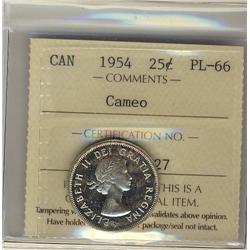 CAN 1954 25¢ PL-66
COMMENTS
Cameo
CERTIFICATION NO.
27
THIS IS A
AL ITEM.
Tampering validates above opinion.
Have holder package/seal not intact.
ELIZABETH II DEI GRATIA REGINA